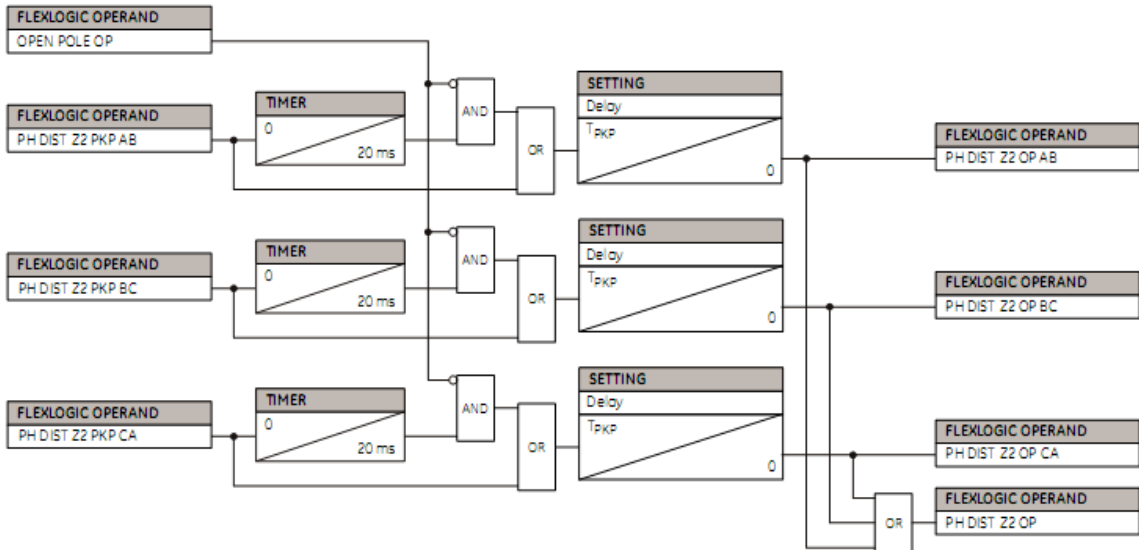 FLEXLOGIC OPERAND
OPEN POLE OP
FLEXLOGIC OPERAND
PH DIST Z2 PKP AB
TIMER
0
20 ms
AND
OR
SETTING
Delay
TPKP
0
FLEXLOGIC OPERAND
PH DIST Z2 OP AB
FLEXLOGIC OPERAND
PH DIST Z2 PKP BC
TIMER
0
20 ms
AND
OR
SETTING
Delay
TPKP
0
FLEXLOGIC OPERAND
PH DIST Z2 OP BC
FLEXLOGIC OPERAND
PH DIST Z2 PKP CA
TIMER
0
20 ms
AND
OR
SETTING
Delay
TPKP
0
FLEXLOGIC OPERAND
PH DIST Z2 OP CA
OR
FLEXLOGIC OPERAND
PH DIST Z2 OP